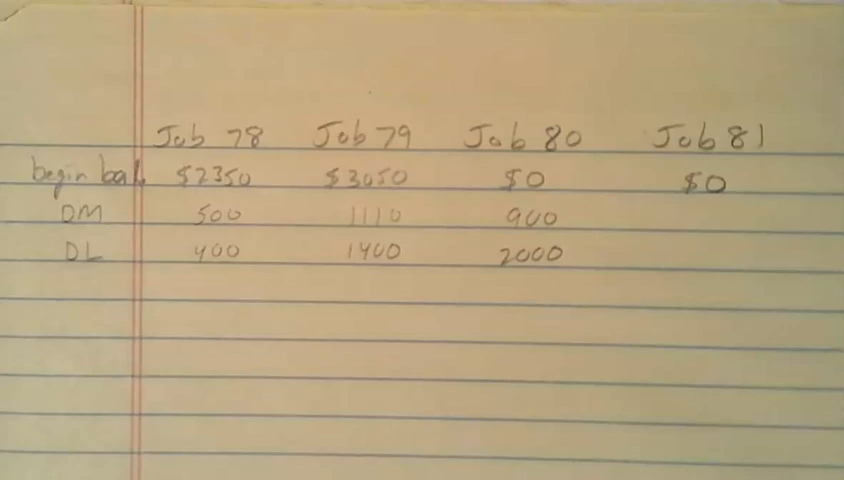 Job 78 Job 79 Job 80 Job 81
begin bal. $2350 $3050 $0 $0
DM 500 1110 900
DL 400 1400 2000